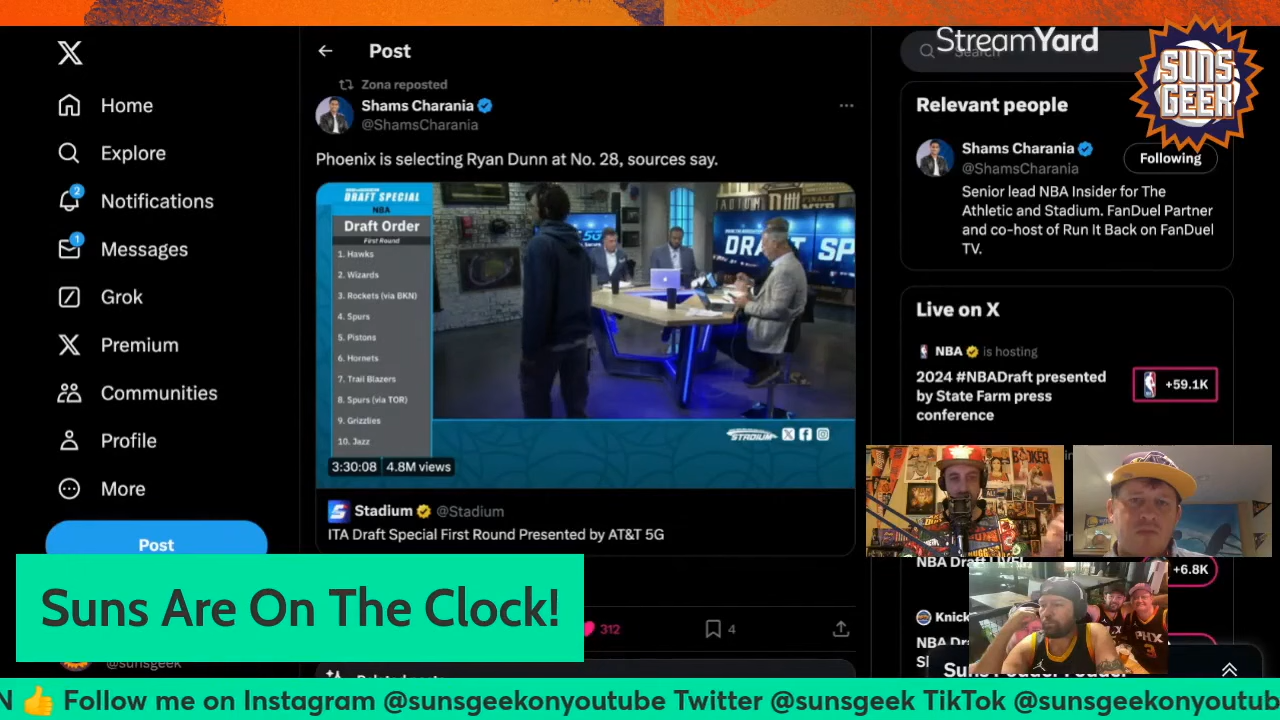 StreamYard
SUNS
GEEK
Search
Home
Explore
2
Notifications
1
Messages
Grok
Premium
Communities
Profile
More
Post
@sunsgeek
Post
Zona reposted
Shams Charania
@ShamsCharania
Phoenix is selecting Ryan Dunn at No. 28, sources say.
DRAFT SPECIAL
NBA
Draft Order
First Round
1. Hawks
2. Wizards
3. Rockets (via BKN)
4. Spurs
5. Pistons
6. Hornets
7. Trail Blazers
8. Spurs (via TOR)
9. Grizzlies
10. Jazz
3:30:08
4.8M views
STADIUM
Stadium @Stadium
ITA Draft Special First Round Presented by AT&T 5G
312
4
Relevant people
Shams Charania
@ShamsCharania
Following
Senior lead NBA Insider for The
Athletic and Stadium. FanDuel Partner
and co-host of Run It Back on FanDuel
TV.
Live on X
NBA is hosting
2024 #NBADraft presented
by State Farm press
conference
+59.1K
NBA Draft LIVE!
+6.8K
Knick
NBA
BOOKER
PHX
3
Suns Are On The Clock!
N 👍 Follow me on Instagram @sunsgeekonyoutube Twitter @sunsgeek TikTok @sunsgeekonyoutub